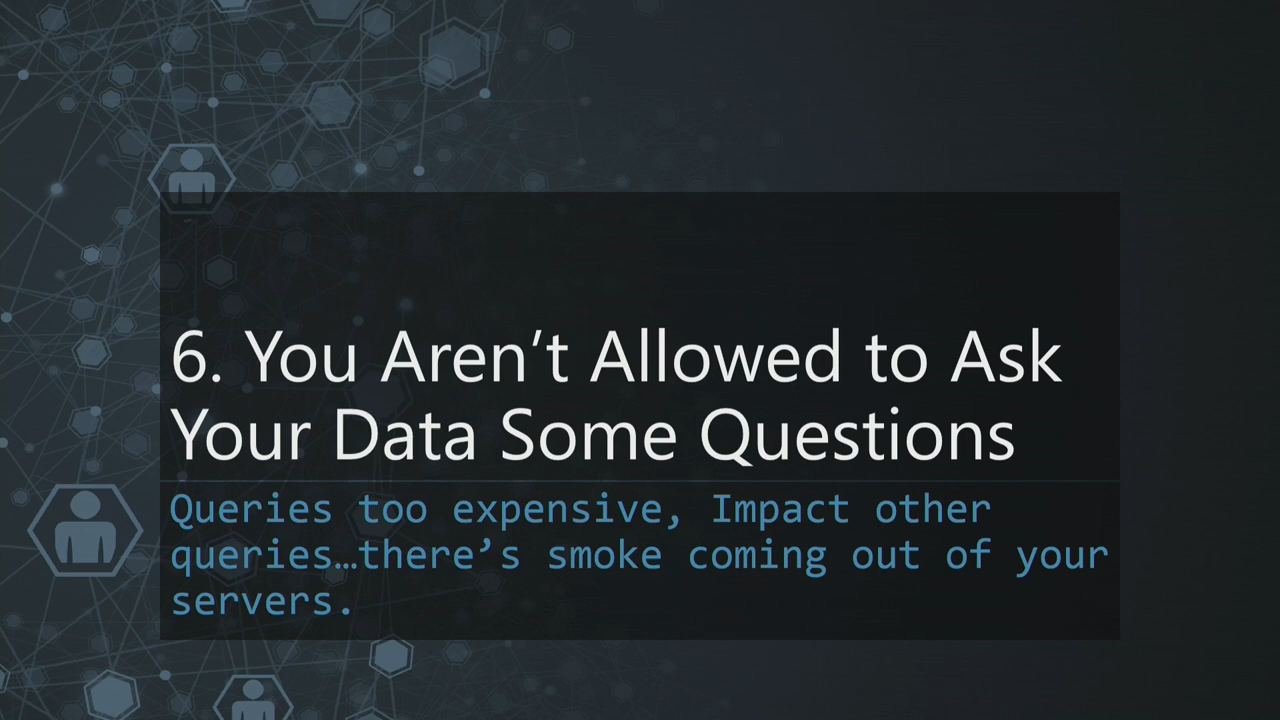 6. You Aren’t Allowed to Ask
Your Data Some Questions
Queries too expensive, Impact other
queries…there’s smoke coming out of your
servers.